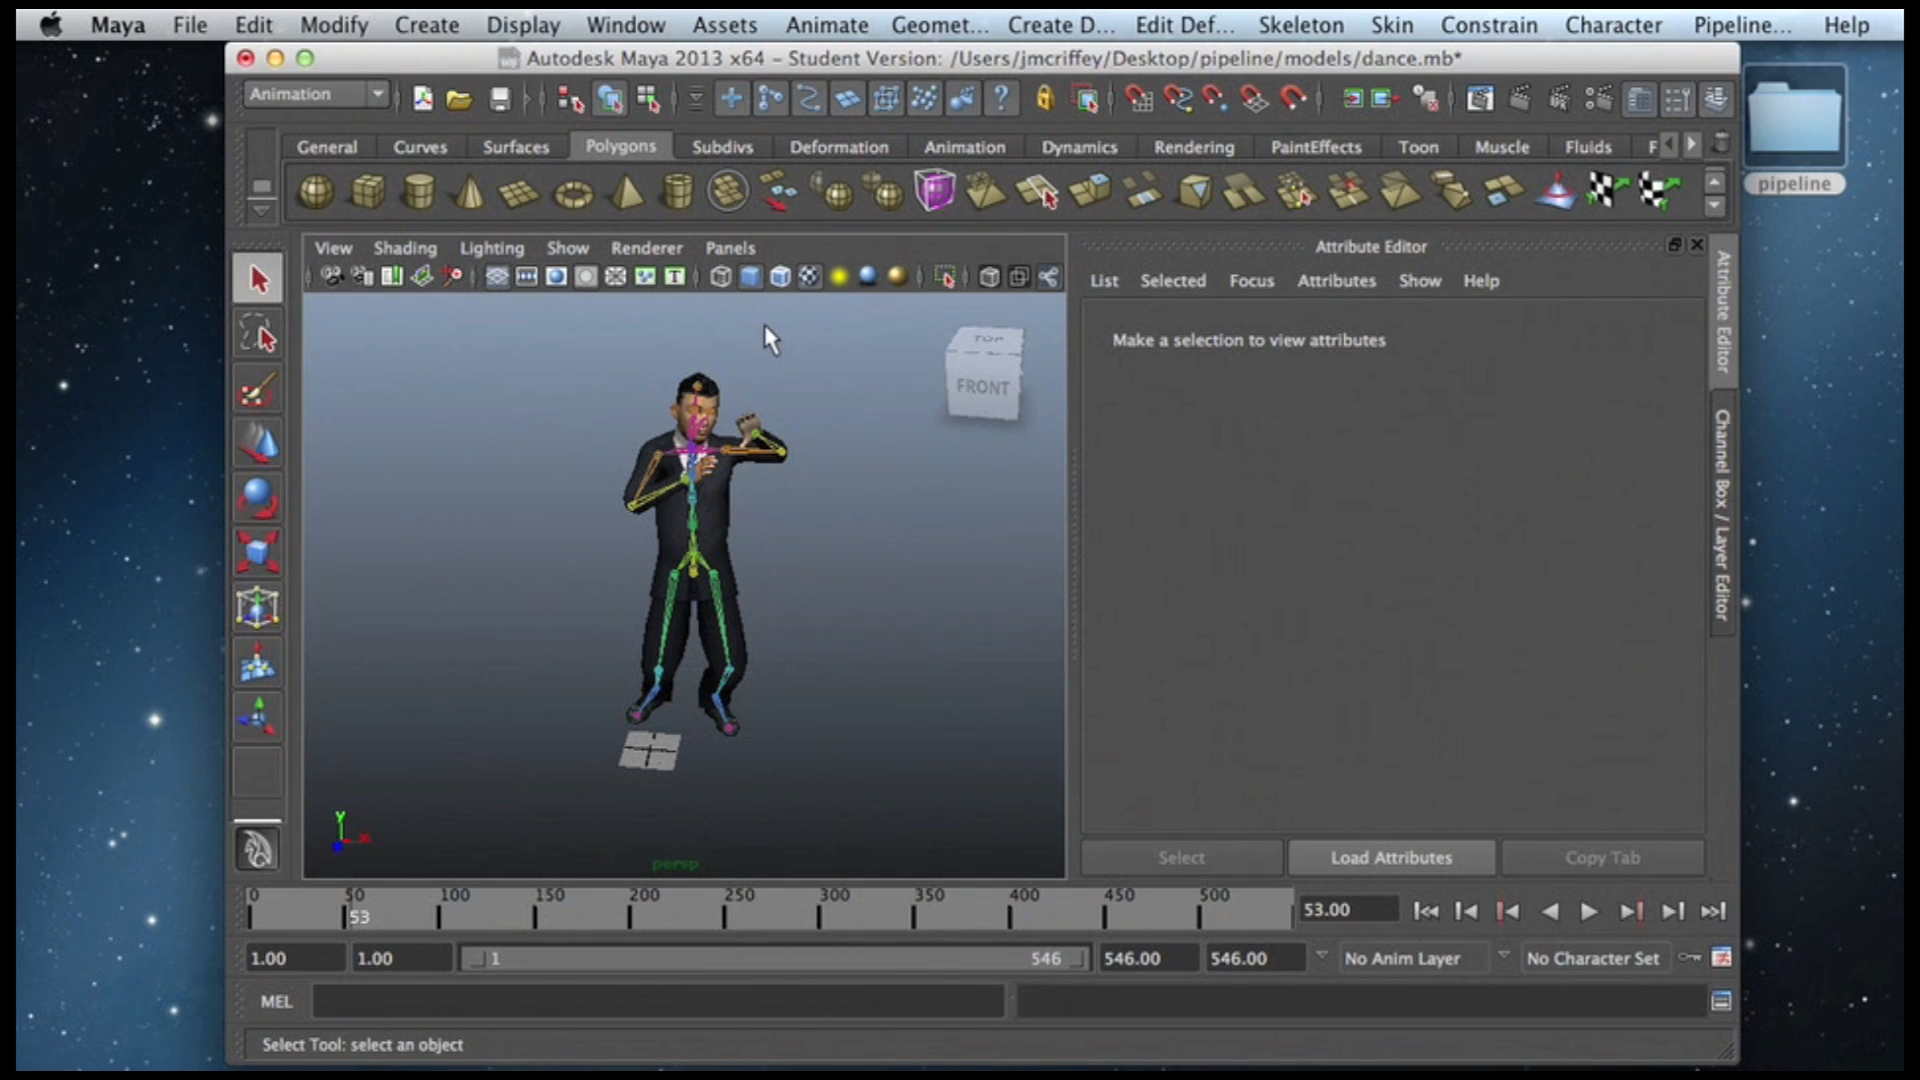 Maya File Edit Modify Create Display Window Assets Animate Geomet... Create D... Edit Def... Skeleton Skin Constrain Character Pipeline... Help
Autodesk Maya 2013 x64 - Student Version: /Users/jmcriffey/Desktop/pipeline/models/dance.mb*
Animation
General Curves Surfaces Polygons Subdivs Deformation Animation Dynamics Rendering PaintEffects Toon Muscle Fluids F
pipeline
View Shading Lighting Show Renderer Panels
Attribute Editor
List Selected Focus Attributes Show Help
Make a selection to view attributes
TOP
FRONT
Attribute Editor
Channel Box / Layer Editor
y
x
persp
Select Load Attributes Copy Tab
0 50 100 150 200 250 300 350 400 450 500
53
53.00
1.00 1.00 1 546 546.00 546.00 No Anim Layer No Character Set
MEL
Select Tool: select an object